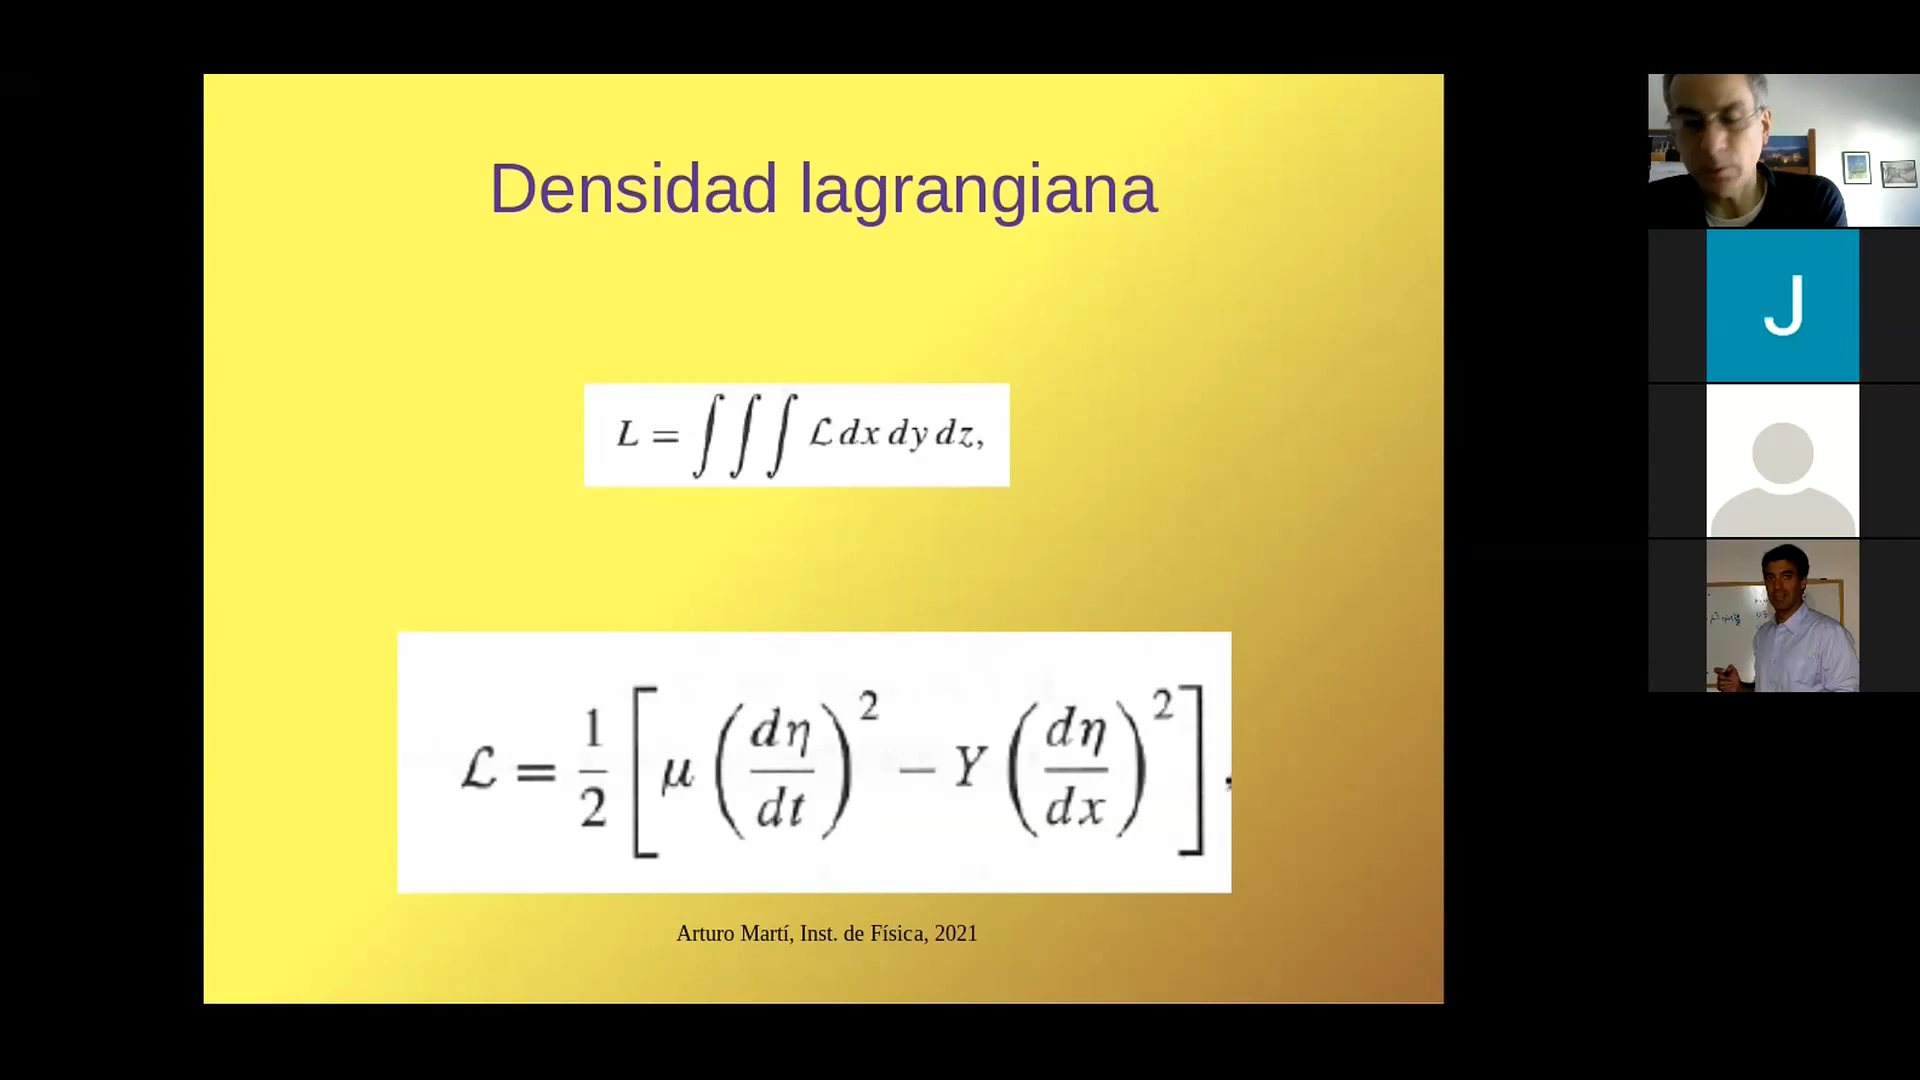 Densidad lagrangiana
L = ∫∫∫ ℒ dx dy dz,
ℒ = 1/2 [ μ (dη/dt)² − Y (dη/dx)² ],
Arturo Martí, Inst. de Física, 2021
J